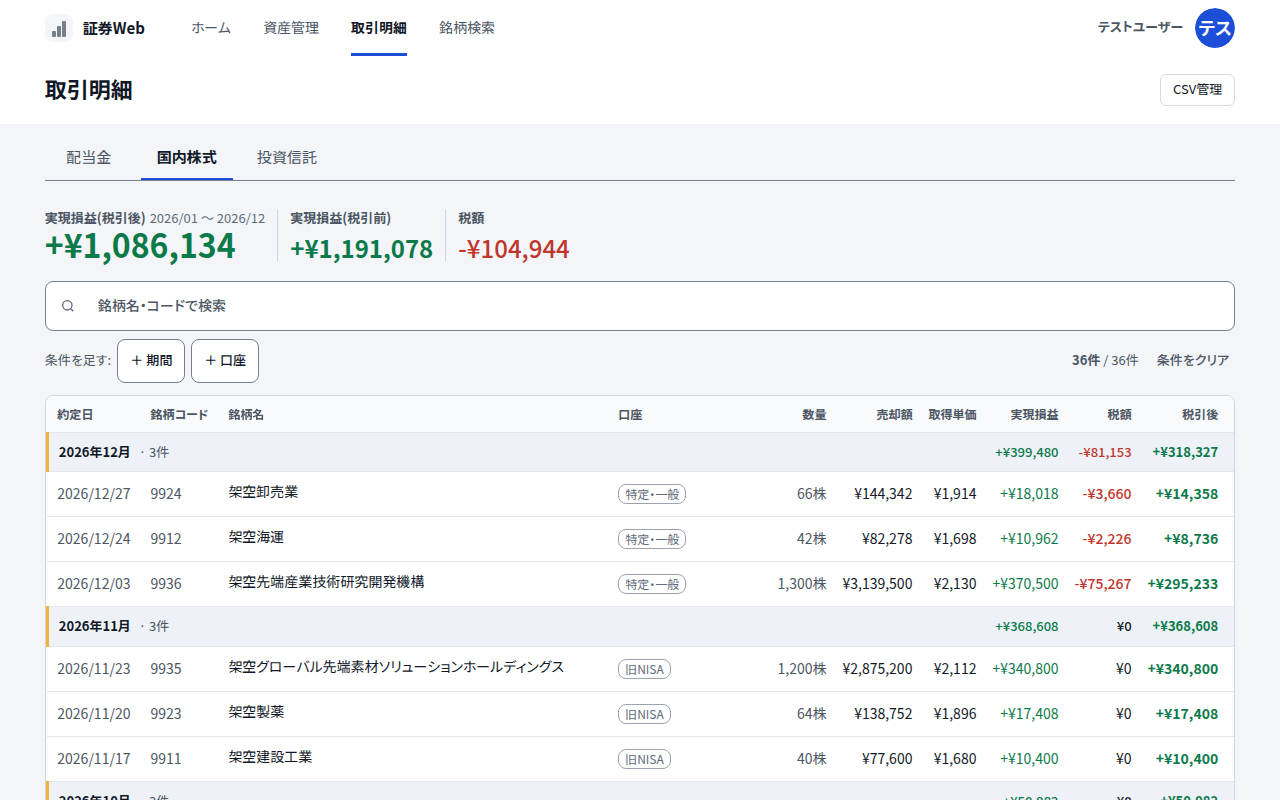 証券Web ホーム 資産管理 取引明細 銘柄検索 テストユーザー テス
取引明細 CSV管理
配当金 国内株式 投資信託
実現損益(税引後) 2026/01 〜 2026/12 実現損益(税引前) 税額
+¥1,086,134 +¥1,191,078 -¥104,944
銘柄名・コードで検索
条件を足す: ＋ 期間 ＋ 口座 36件 / 36件 条件をクリア
約定日 銘柄コード 銘柄名 口座 数量 売却額 取得単価 実現損益 税額 税引後
2026年12月 · 3件 +¥399,480 -¥81,153 +¥318,327
2026/12/27 9924 架空卸売業 特定・一般 66株 ¥144,342 ¥1,914 +¥18,018 -¥3,660 +¥14,358
2026/12/24 9912 架空海運 特定・一般 42株 ¥82,278 ¥1,698 +¥10,962 -¥2,226 +¥8,736
2026/12/03 9936 架空先端産業技術研究開発機構 特定・一般 1,300株 ¥3,139,500 ¥2,130 +¥370,500 -¥75,267 +¥295,233
2026年11月 · 3件 +¥368,608 ¥0 +¥368,608
2026/11/23 9935 架空グローバル先端素材ソリューションホールディングス 旧NISA 1,200株 ¥2,875,200 ¥2,112 +¥340,800 ¥0 +¥340,800
2026/11/20 9923 架空製薬 旧NISA 64株 ¥138,752 ¥1,896 +¥17,408 ¥0 +¥17,408
2026/11/17 9911 架空建設工業 旧NISA 40株 ¥77,600 ¥1,680 +¥10,400 ¥0 +¥10,400
2026年10月